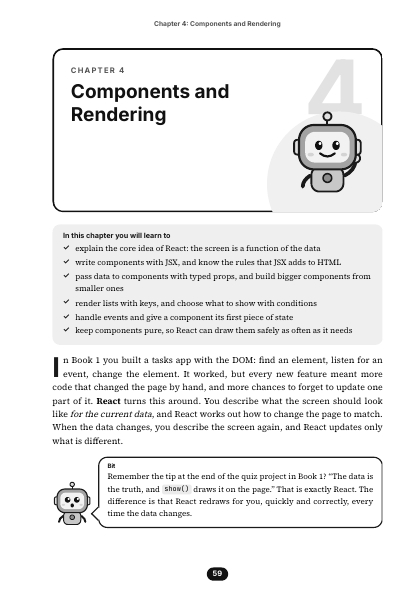 Chapter 4: Components and Rendering
4
CHAPTER 4
Components and
Rendering
In this chapter you will learn to
explain the core idea of React: the screen is a function of the data
write components with JSX, and know the rules that JSX adds to HTML
pass data to components with typed props, and build bigger components from
smaller ones
render lists with keys, and choose what to show with conditions
handle events and give a component its first piece of state
keep components pure, so React can draw them safely as often as it needs
In Book 1 you built a tasks app with the DOM: find an element, listen for an
event, change the element. It worked, but every new feature meant more
code that changed the page by hand, and more chances to forget to update one
part of it. React turns this around. You describe what the screen should look
like for the current data, and React works out how to change the page to match.
When the data changes, you describe the screen again, and React updates only
what is different.
Bit
Remember the tip at the end of the quiz project in Book 1? “The data is
the truth, and show() draws it on the page.” That is exactly React. The
difference is that React redraws for you, quickly and correctly, every
time the data changes.
59